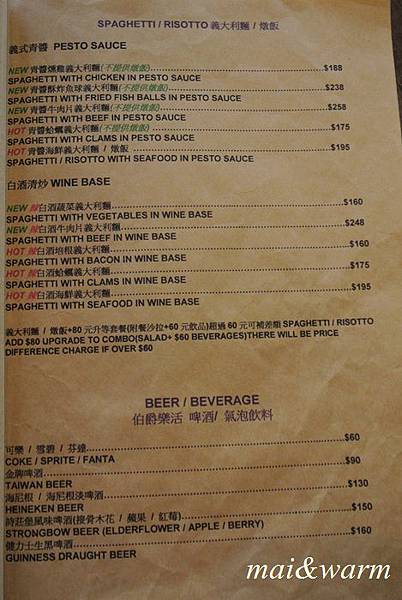 SPAGHETTI / RISOTTO 義大利麵 / 燉飯
義式青醬 PESTO SAUCE
NEW 青醬燻雞義大利麵(不提供燉飯)..........$188
SPAGHETTI WITH CHICKEN IN PESTO SAUCE
NEW 青醬酥炸魚球義大利麵(不提供燉飯)..........$238
SPAGHETTI WITH FRIED FISH BALLS IN PESTO SAUCE
NEW 青醬牛肉片義大利麵(不提供燉飯)..........$258
SPAGHETTI WITH BEEF IN PESTO SAUCE
HOT 青醬蛤蠣義大利麵(不提供燉飯)..........$175
SPAGHETTI WITH CLAMS IN PESTO SAUCE
HOT 青醬海鮮義大利麵 / 燉飯..........$195
SPAGHETTI / RISOTTO WITH SEAFOOD IN PESTO SAUCE
白酒清炒 WINE BASE
NEW 辣白酒蔬菜義大利麵..........$160
SPAGHETTI WITH VEGETABLES IN WINE BASE
NEW 辣白酒牛肉片義大利麵..........$248
SPAGHETTI WITH BEEF IN WINE BASE
HOT 辣白酒培根義大利麵..........$160
SPAGHETTI WITH BACON IN WINE BASE
HOT 辣白酒蛤蠣義大利麵..........$175
SPAGHETTI WITH CLAMS IN WINE BASE
HOT 辣白酒海鮮義大利麵..........$195
SPAGHETTI WITH SEAFOOD IN WINE BASE
義大利麵 / 燉飯+80 元升等套餐(附餐沙拉+60 元飲品)超過 60 元可補差額 SPAGHETTI / RISOTTO
ADD $80 UPGRADE TO COMBO(SALAD+ $60 BEVERAGES)THERE WILL BE PRICE
DIFFERENCE CHARGE IF OVER $60
BEER / BEVERAGE
伯爵樂活 啤酒/ 氣泡飲料
可樂 / 雪碧 / 芬達..........$60
COKE / SPRITE / FANTA
金牌啤酒..........$90
TAIWAN BEER
海尼根 / 海尼根淡啤酒..........$130
HEINEKEN BEER
時莊堡風味啤酒(接骨木花 / 蘋果 / 紅莓)..........$150
STRONGBOW BEER (ELDERFLOWER / APPLE / BERRY)
健力士生黑啤酒..........$160
GUINNESS DRAUGHT BEER
mai&warm